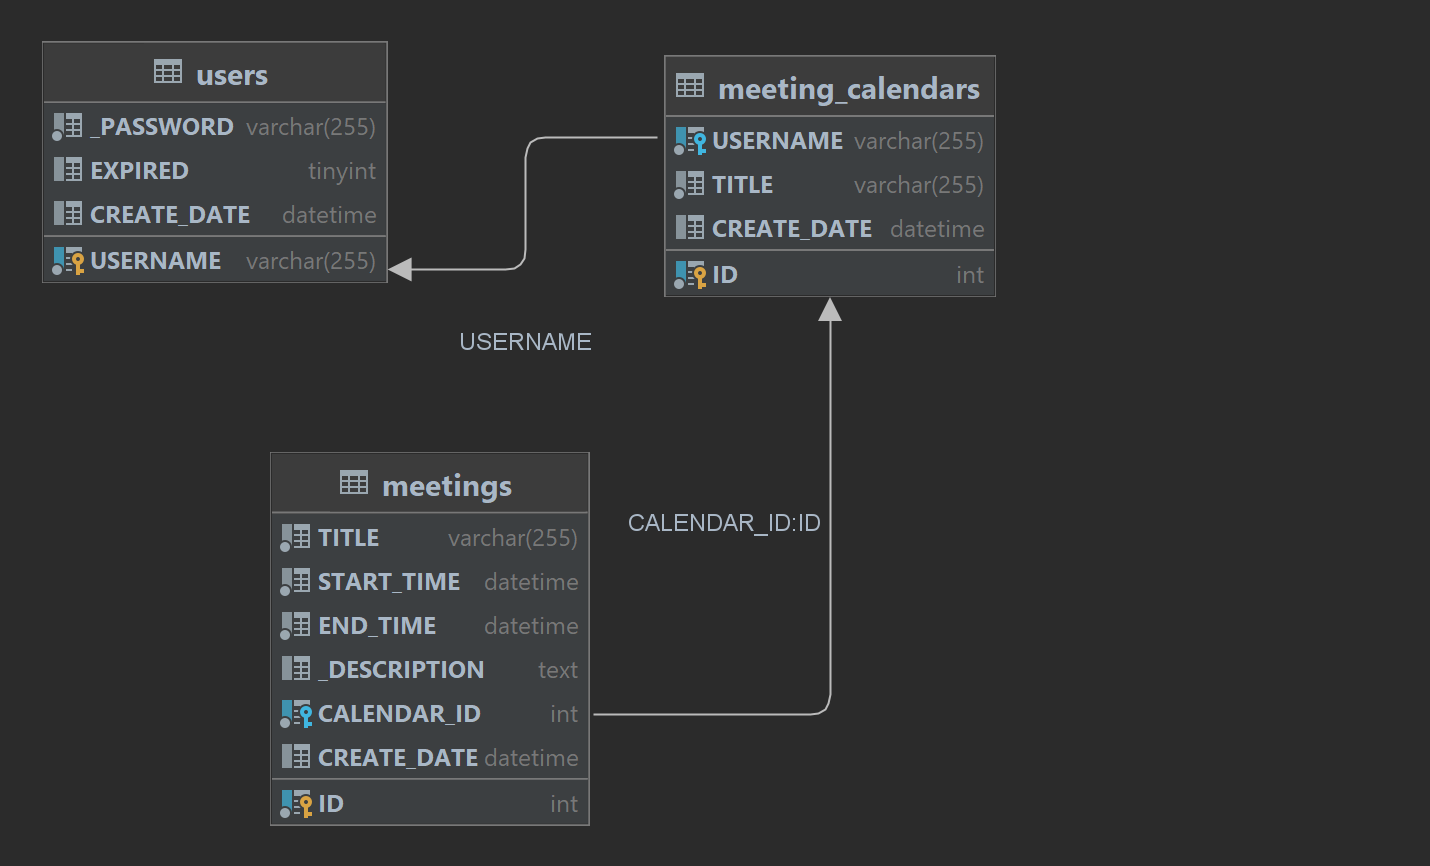 users
_PASSWORD varchar(255)
EXPIRED tinyint
CREATE_DATE datetime
USERNAME varchar(255)
meeting_calendars
USERNAME varchar(255)
TITLE varchar(255)
CREATE_DATE datetime
ID int
USERNAME
CALENDAR_ID:ID
meetings
TITLE varchar(255)
START_TIME datetime
END_TIME datetime
_DESCRIPTION text
CALENDAR_ID int
CREATE_DATE datetime
ID int